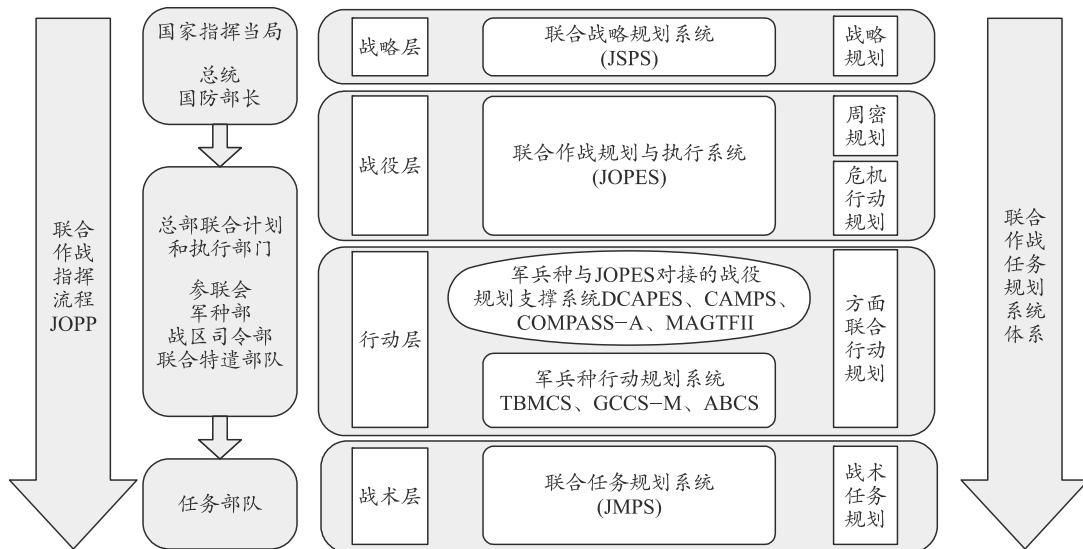 联合
作战
指挥
流程
JOPP
国家指挥当局
总统
国防部长
总部联合计划
和执行部门
参联会
军种部
战区司令部
联合特遣部队
任务部队
战略层
联合战略规划系统
(JSPS)
战略
规划
战役层
联合作战规划与执行系统
(JOPES)
周密
规划
危机
行动
规划
行动层
军兵种与JOPES对接的战役
规划支撑系统DCAPES、CAMPS、
COMPASS-A、MAGTFII
军兵种行动规划系统
TBMCS、GCCS-M、ABCS
方面
联合
行动
规划
战术层
联合任务规划系统
(JMPS)
战术
任务
规划
联合
作战
任务
规划
系统
体系